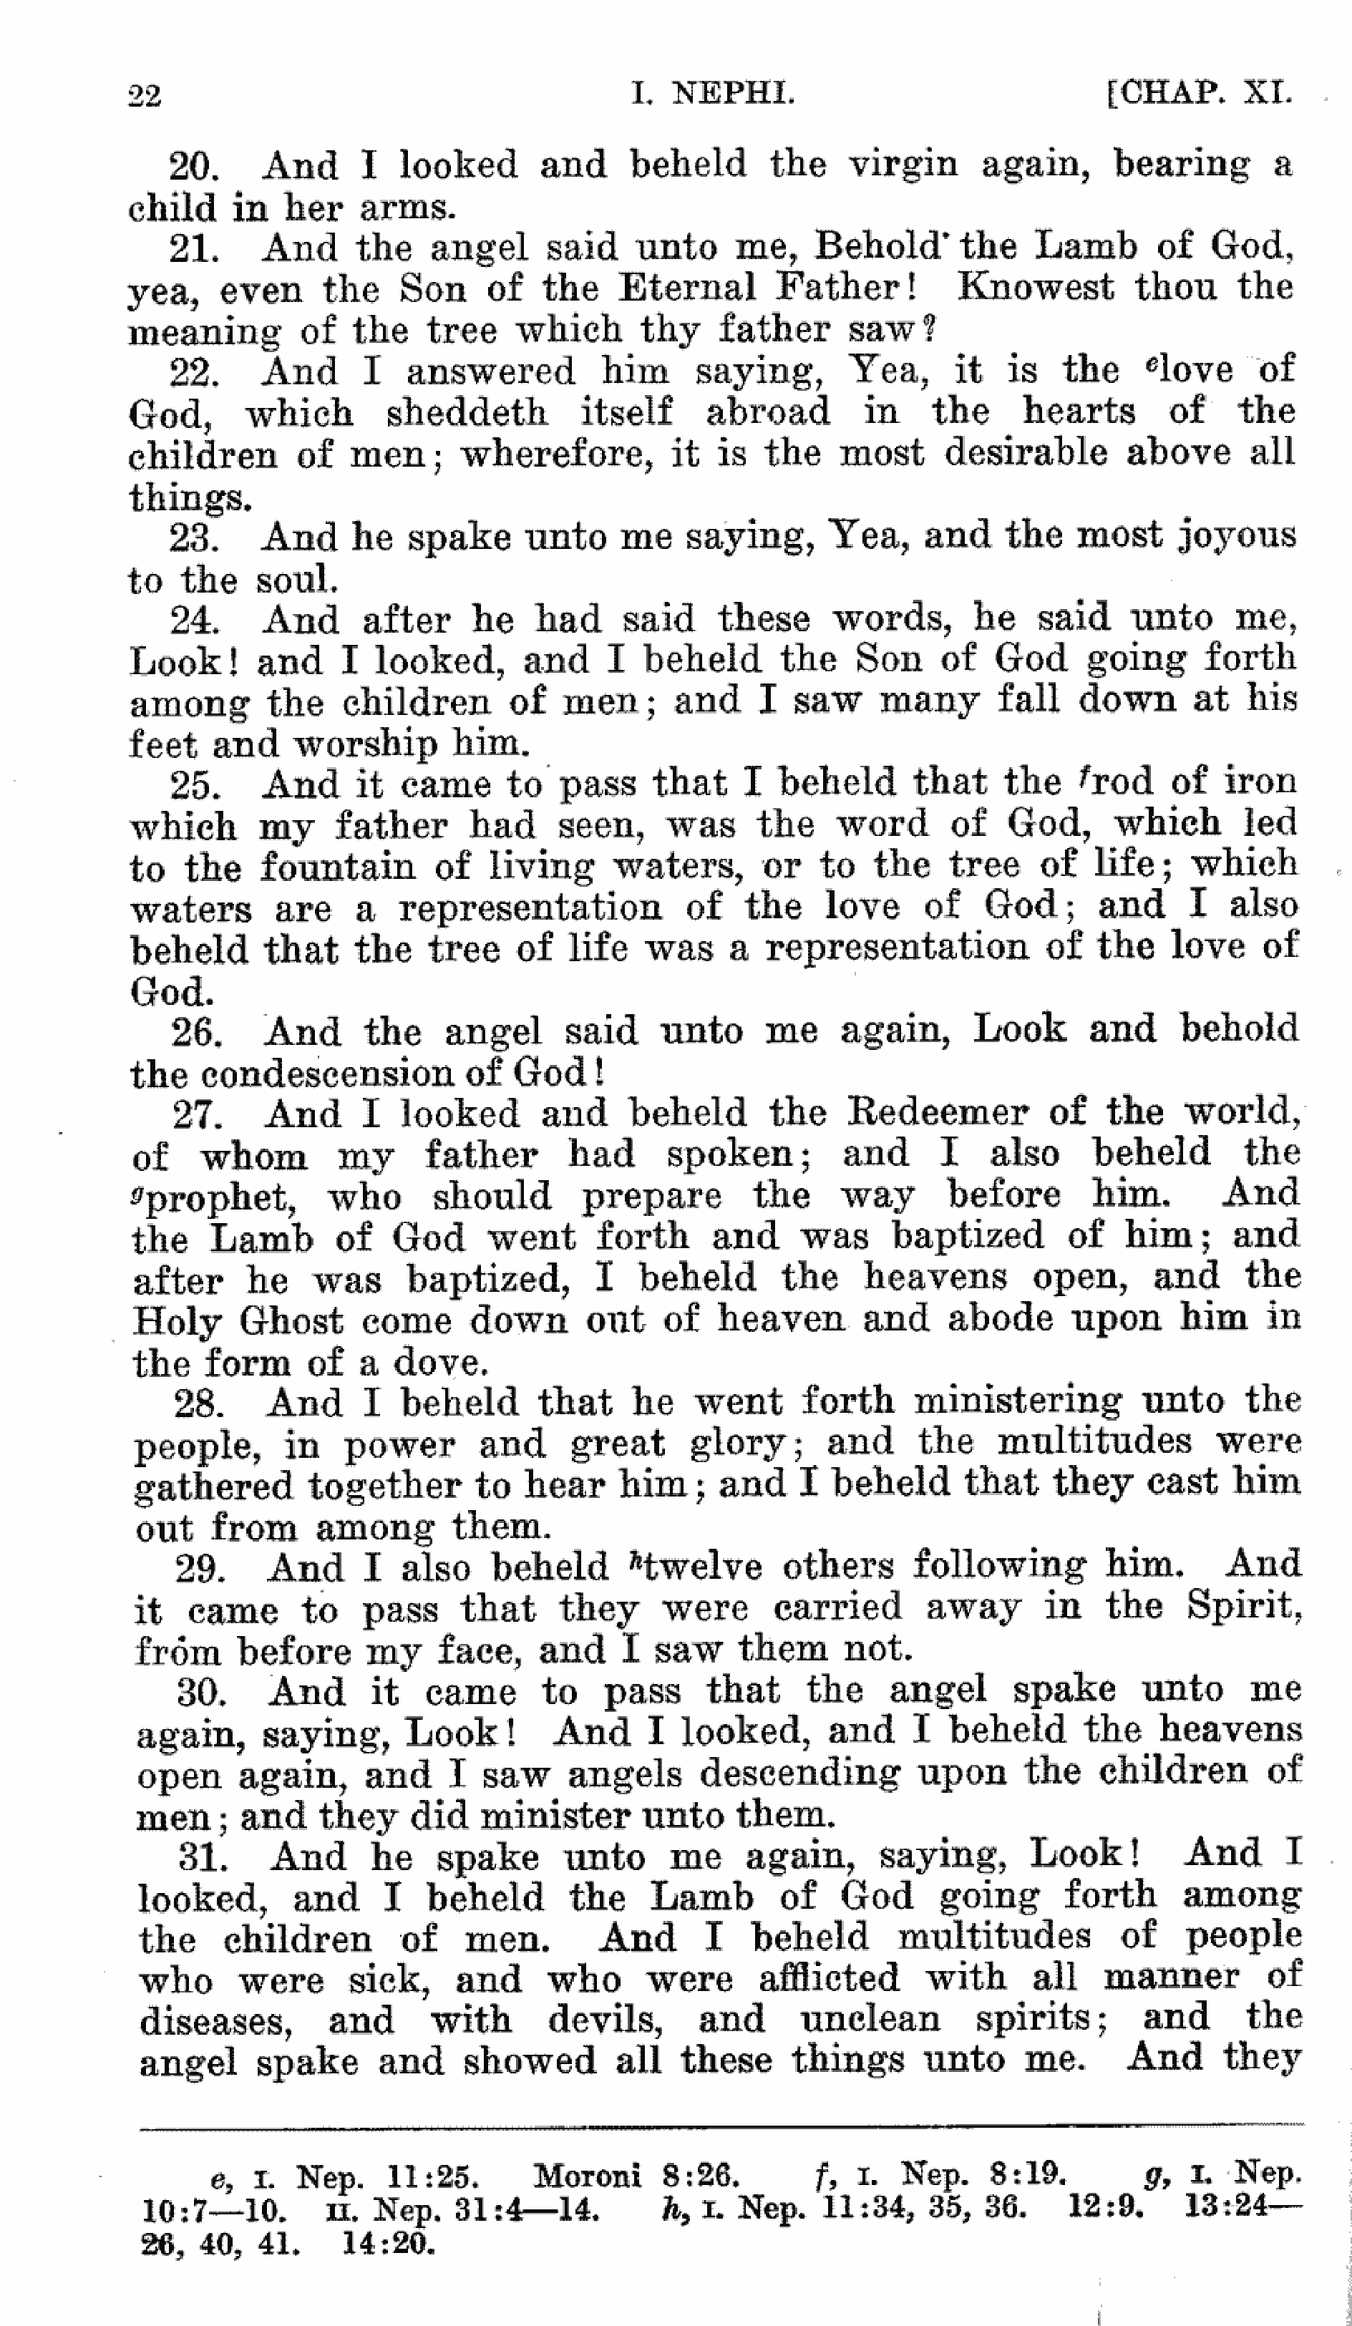 22 I. NEPHI. [CHAP. XI.
20. And I looked and beheld the virgin again, bearing a
child in her arms.
21. And the angel said unto me, Behold the Lamb of God,
yea, even the Son of the Eternal Father! Knowest thou the
meaning of the tree which thy father saw?
22. And I answered him saying, Yea, it is the elove of
God, which sheddeth itself abroad in the hearts of the
children of men; wherefore, it is the most desirable above all
things.
23. And he spake unto me saying, Yea, and the most joyous
to the soul.
24. And after he had said these words, he said unto me,
Look! and I looked, and I beheld the Son of God going forth
among the children of men; and I saw many fall down at his
feet and worship him.
25. And it came to pass that I beheld that the frod of iron
which my father had seen, was the word of God, which led
to the fountain of living waters, or to the tree of life; which
waters are a representation of the love of God; and I also
beheld that the tree of life was a representation of the love of
God.
26. And the angel said unto me again, Look and behold
the condescension of God!
27. And I looked and beheld the Redeemer of the world,
of whom my father had spoken; and I also beheld the
gprophet, who should prepare the way before him. And
the Lamb of God went forth and was baptized of him; and
after he was baptized, I beheld the heavens open, and the
Holy Ghost come down out of heaven and abode upon him in
the form of a dove.
28. And I beheld that he went forth ministering unto the
people, in power and great glory; and the multitudes were
gathered together to hear him; and I beheld that they cast him
out from among them.
29. And I also beheld htwelve others following him. And
it came to pass that they were carried away in the Spirit,
from before my face, and I saw them not.
30. And it came to pass that the angel spake unto me
again, saying, Look! And I looked, and I beheld the heavens
open again, and I saw angels descending upon the children of
men; and they did minister unto them.
31. And he spake unto me again, saying, Look! And I
looked, and I beheld the Lamb of God going forth among
the children of men. And I beheld multitudes of people
who were sick, and who were afflicted with all manner of
diseases, and with devils, and unclean spirits; and the
angel spake and showed all these things unto me. And they
e, I. Nep. 11:25. Moroni 8:26. f, I. Nep. 8:19. g, I. Nep.
10:7—10. II. Nep. 31:4—14. h, I. Nep. 11:34, 35, 36. 12:9. 13:24—
26, 40, 41. 14:20.